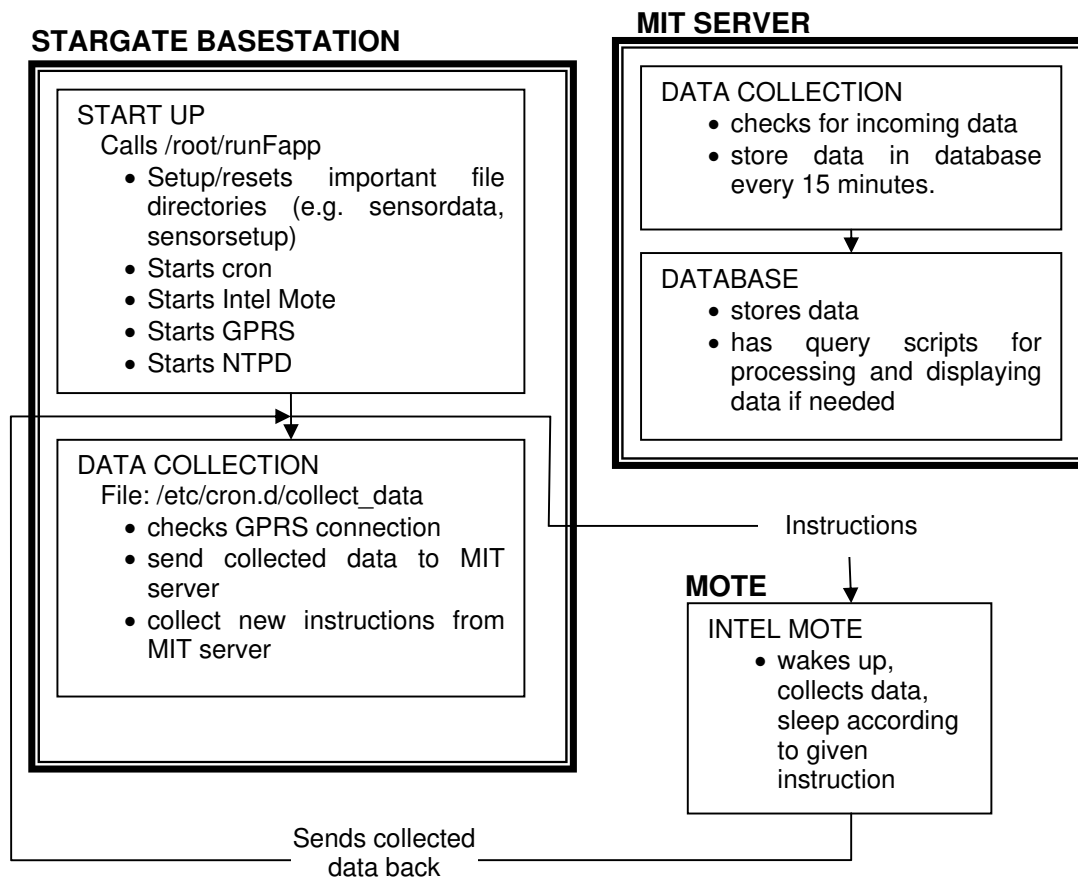 STARGATE BASESTATION
START UP
Calls /root/runFapp
• Setup/resets important file
directories (e.g. sensordata,
sensorsetup)
• Starts cron
• Starts Intel Mote
• Starts GPRS
• Starts NTPD
DATA COLLECTION
File: /etc/cron.d/collect_data
• checks GPRS connection
• send collected data to MIT
server
• collect new instructions from
MIT server
MIT SERVER
DATA COLLECTION
• checks for incoming data
• store data in database
every 15 minutes.
DATABASE
• stores data
• has query scripts for
processing and displaying
data if needed
Instructions
MOTE
INTEL MOTE
• wakes up,
collects data,
sleep according
to given
instruction
Sends collected
data back